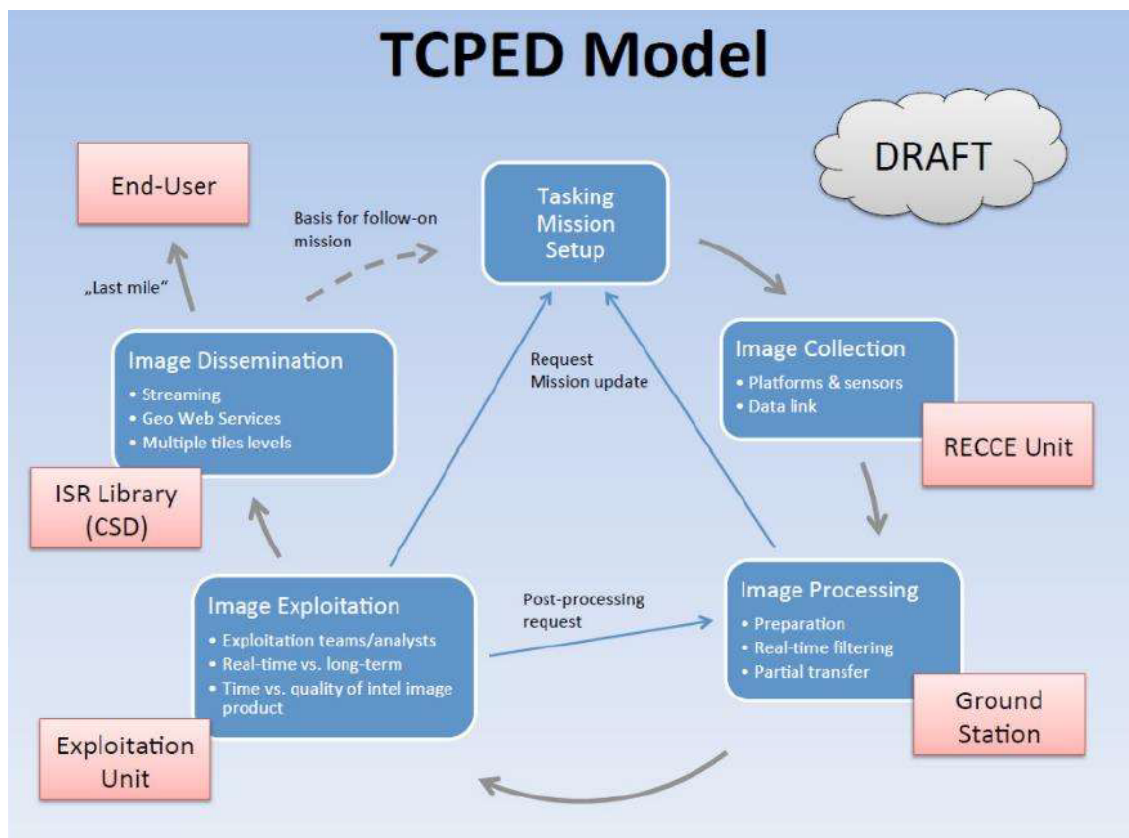 TCPED Model
DRAFT
End-User
Basis for follow-on
mission
Tasking
Mission
Setup
„Last mile“
Image Dissemination
• Streaming
• Geo Web Services
• Multiple tiles levels
Request
Mission update
Image Collection
• Platforms & sensors
• Data link
RECCE Unit
ISR Library
(CSD)
Image Exploitation
• Exploitation teams/analysts
• Real-time vs. long-term
• Time vs. quality of intel image
product
Post-processing
request
Image Processing
• Preparation
• Real-time filtering
• Partial transfer
Ground
Station
Exploitation
Unit